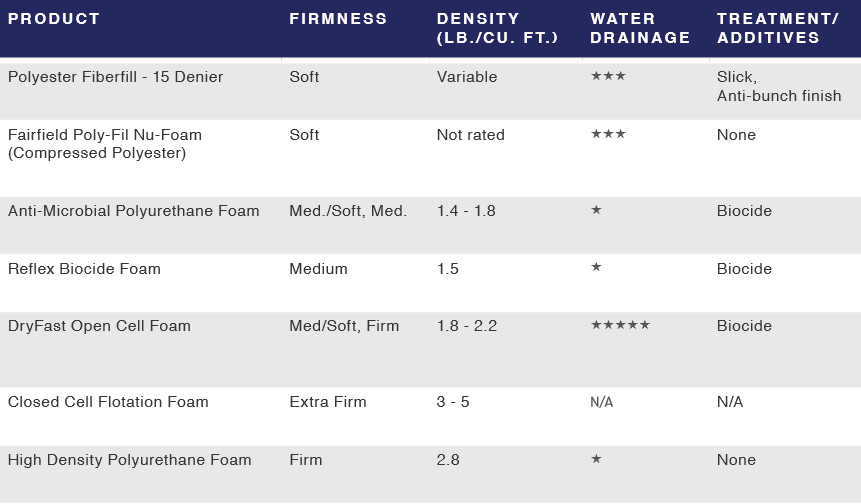 PRODUCT FIRMNESS DENSITY (LB./CU. FT.) WATER DRAINAGE TREATMENT/ ADDITIVES
Polyester Fiberfill - 15 Denier Soft Variable ★★★ Slick,
Anti-bunch finish
Fairfield Poly-Fil Nu-Foam Soft Not rated ★★★ None
(Compressed Polyester)
Anti-Microbial Polyurethane Foam Med./Soft, Med. 1.4 - 1.8 ★ Biocide
Reflex Biocide Foam Medium 1.5 ★ Biocide
DryFast Open Cell Foam Med/Soft, Firm 1.8 - 2.2 ★★★★★ Biocide
Closed Cell Flotation Foam Extra Firm 3 - 5 N/A N/A
High Density Polyurethane Foam Firm 2.8 ★ None